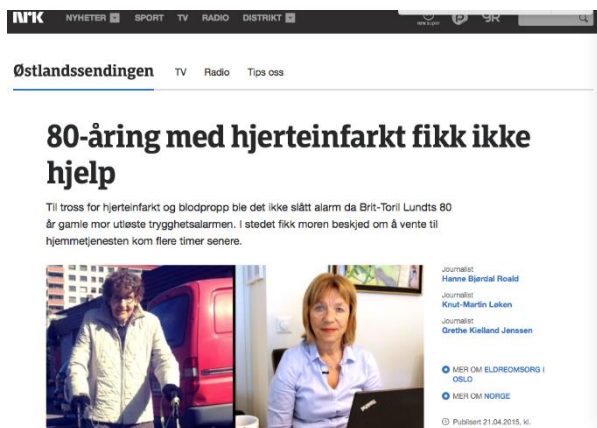 NRK NYHETER SPORT TV RADIO DISTRIKT
Østlandssendingen TV Radio Tips oss
80-åring med hjerteinfarkt fikk ikke
hjelp
Til tross for hjerteinfarkt og blodpropp ble det ikke slått alarm da Brit-Toril Lundts 80
år gamle mor utløste trygghetsalarmen. I stedet fikk moren beskjed om å vente til
hjemmetjenesten kom flere timer senere.
Journalist
Hanne Bjørdal Roald
Journalist
Knut-Martin Løken
Journalist
Grethe Kielland Jenssen
MER OM ELDREOMSORG I
OSLO
MER OM NORGE
Publisert 21.04.2015, kl.